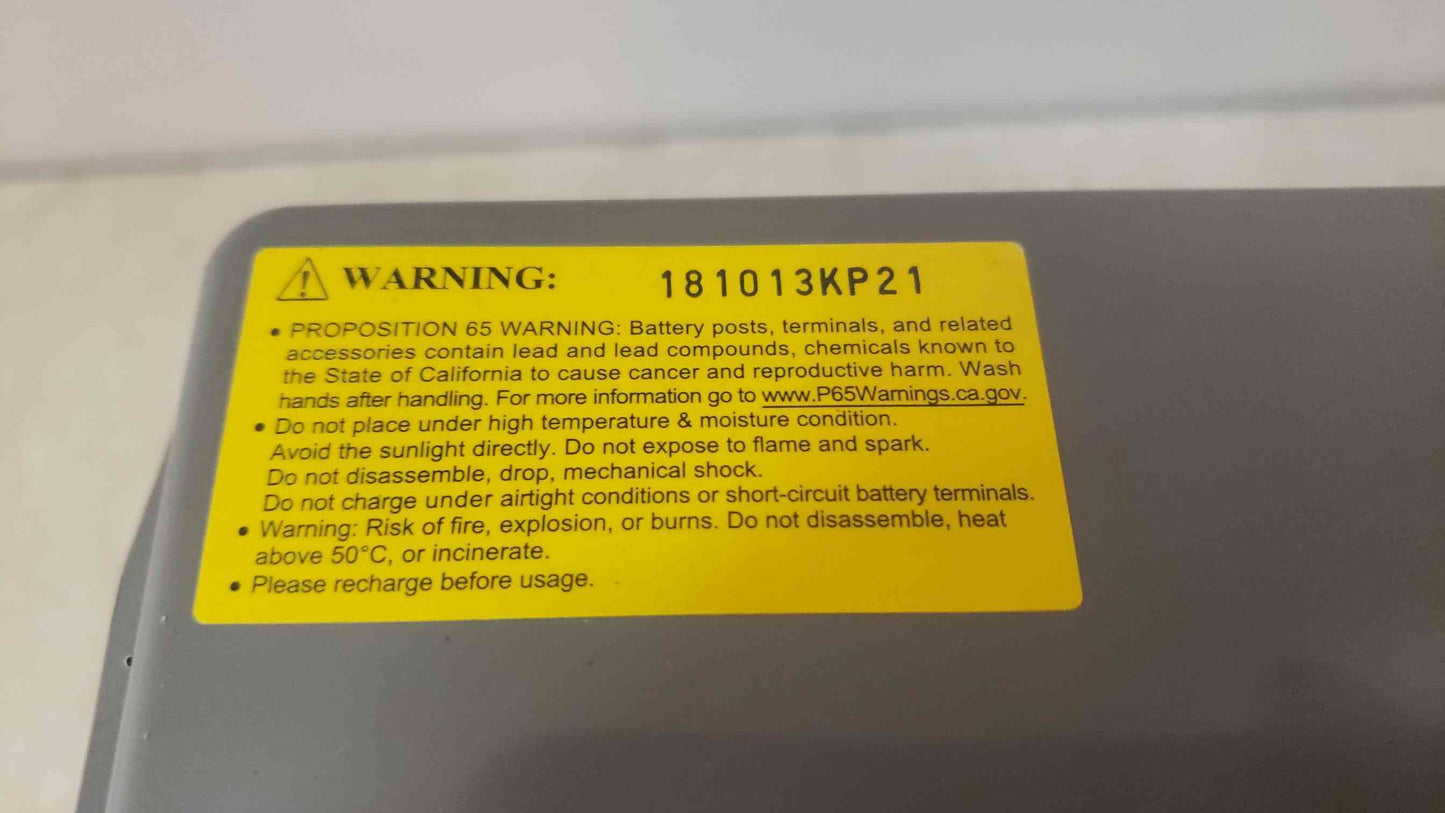 WARNING: 181013KP21
• PROPOSITION 65 WARNING: Battery posts, terminals, and related
accessories contain lead and lead compounds, chemicals known to
the State of California to cause cancer and reproductive harm. Wash
hands after handling. For more information go to www.P65Warnings.ca.gov.
• Do not place under high temperature & moisture condition.
Avoid the sunlight directly. Do not expose to flame and spark.
Do not disassemble, drop, mechanical shock.
Do not charge under airtight conditions or short-circuit battery terminals.
• Warning: Risk of fire, explosion, or burns. Do not disassemble, heat
above 50°C, or incinerate.
• Please recharge before usage.